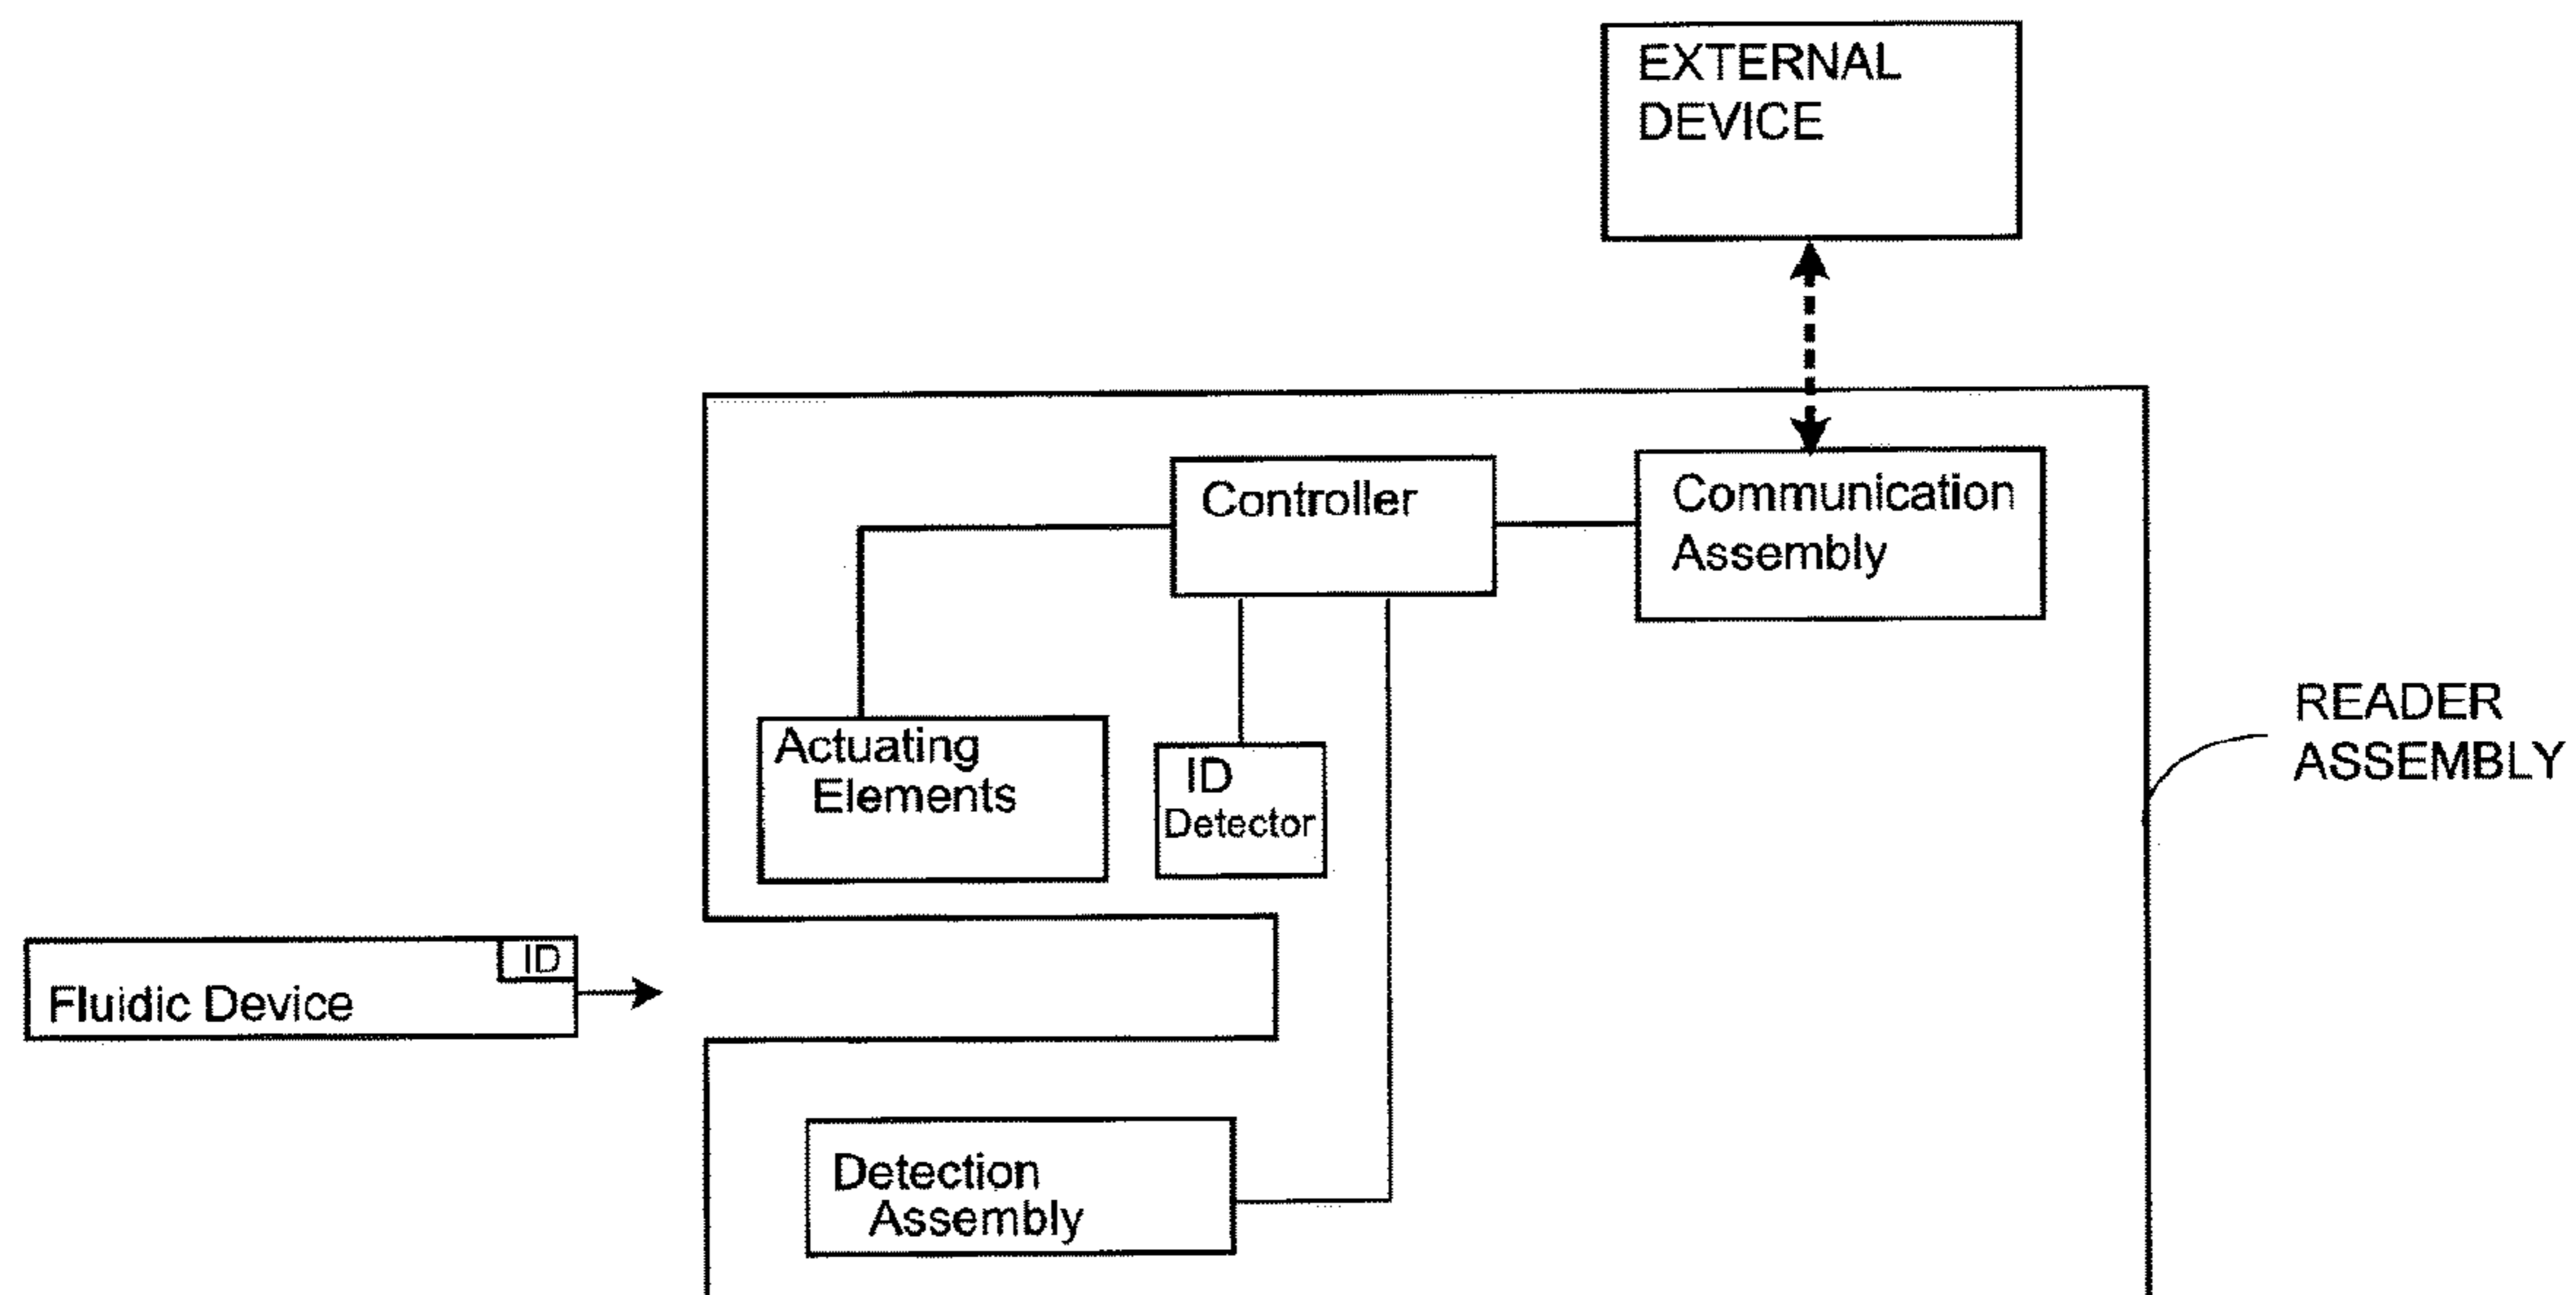 EXTERNAL
DEVICE
Controller
Communication
Assembly
READER
ASSEMBLY
Actuating
Elements
ID
Detector
ID
Fluidic Device
Detection
Assembly